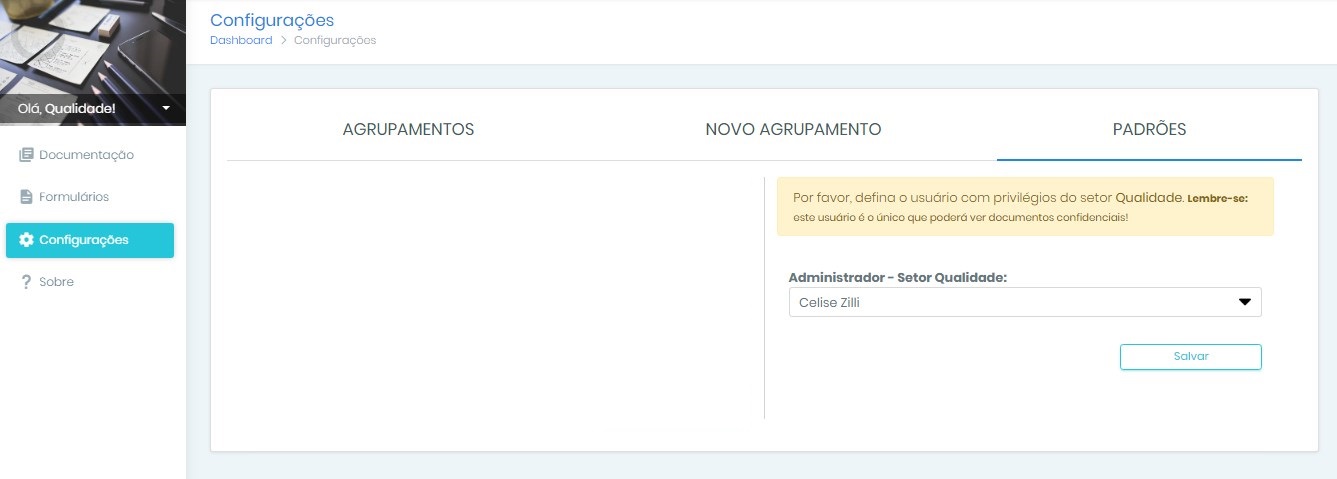 Configurações
Dashboard > Configurações
Olá, Qualidade!
Documentação
Formulários
Configurações
? Sobre
AGRUPAMENTOS
NOVO AGRUPAMENTO
PADRÕES
Por favor, defina o usuário com privilégios do setor Qualidade. Lembre-se:
este usuário é o único que poderá ver documentos confidenciais!
Administrador - Setor Qualidade:
Celise Zilli
Salvar